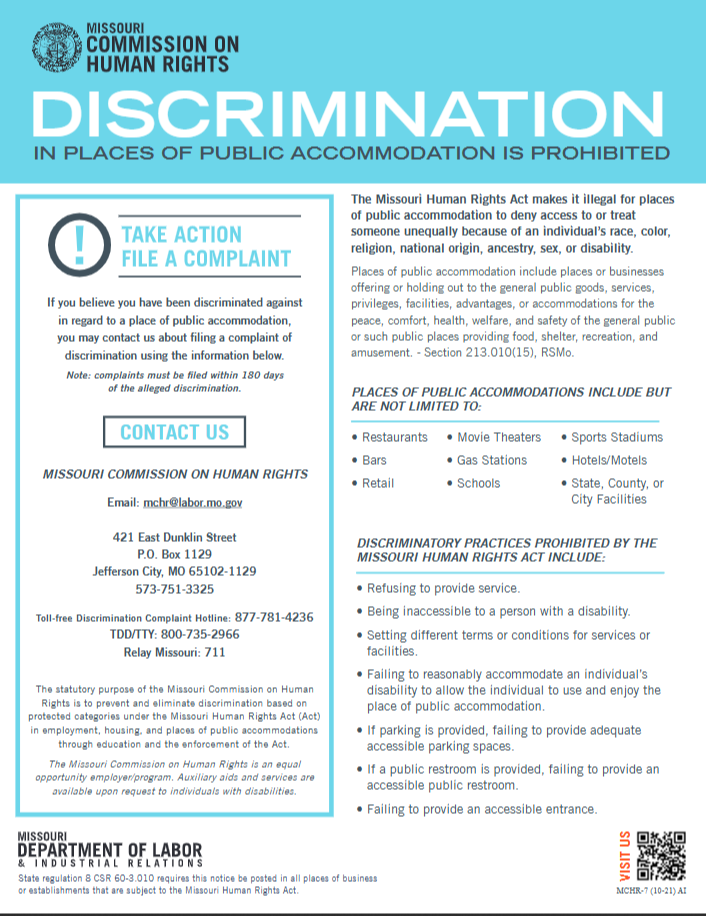 MISSOURI
COMMISSION ON
HUMAN RIGHTS
DISCRIMINATION
IN PLACES OF PUBLIC ACCOMMODATION IS PROHIBITED
!
TAKE ACTION
FILE A COMPLAINT
If you believe you have been discriminated against
in regard to a place of public accommodation,
you may contact us about filing a complaint of
discrimination using the information below.
Note: complaints must be filed within 180 days
of the alleged discrimination.
CONTACT US
MISSOURI COMMISSION ON HUMAN RIGHTS
Email: mchr@labor.mo.gov
421 East Dunklin Street
P.O. Box 1129
Jefferson City, MO 65102-1129
573-751-3325
Toll-free Discrimination Complaint Hotline: 877-781-4236
TDD/TTY: 800-735-2966
Relay Missouri: 711
The statutory purpose of the Missouri Commission on Human
Rights is to prevent and eliminate discrimination based on
protected categories under the Missouri Human Rights Act (Act)
in employment, housing, and places of public accommodations
through education and the enforcement of the Act.
The Missouri Commission on Human Rights is an equal
opportunity employer/program. Auxiliary aids and services are
available upon request to individuals with disabilities.
The Missouri Human Rights Act makes it illegal for places
of public accommodation to deny access to or treat
someone unequally because of an individual's race, color,
religion, national origin, ancestry, sex, or disability.
Places of public accommodation include places or businesses
offering or holding out to the general public goods, services,
privileges, facilities, advantages, or accommodations for the
peace, comfort, health, welfare, and safety of the general public
or such public places providing food, shelter, recreation, and
amusement. - Section 213.010(15), RSMo.
PLACES OF PUBLIC ACCOMMODATIONS INCLUDE BUT
ARE NOT LIMITED TO:
• Restaurants
• Bars
• Retail
• Movie Theaters
• Gas Stations
• Schools
• Sports Stadiums
• Hotels/Motels
• State, County, or
City Facilities
DISCRIMINATORY PRACTICES PROHIBITED BY THE
MISSOURI HUMAN RIGHTS ACT INCLUDE:
• Refusing to provide service.
• Being inaccessible to a person with a disability.
• Setting different terms or conditions for services or
facilities.
• Failing to reasonably accommodate an individual's
disability to allow the individual to use and enjoy the
place of public accommodation.
• If parking is provided, failing to provide adequate
accessible parking spaces.
• If a public restroom is provided, failing to provide an
accessible public restroom.
• Failing to provide an accessible entrance.
MISSOURI
DEPARTMENT OF LABOR
& INDUSTRIAL RELATIONS
State regulation 8 CSR 60-3.010 requires this notice be posted in all places of business
or establishments that are subject to the Missouri Human Rights Act.
VISIT US
MCHR-7 (10-21) AI